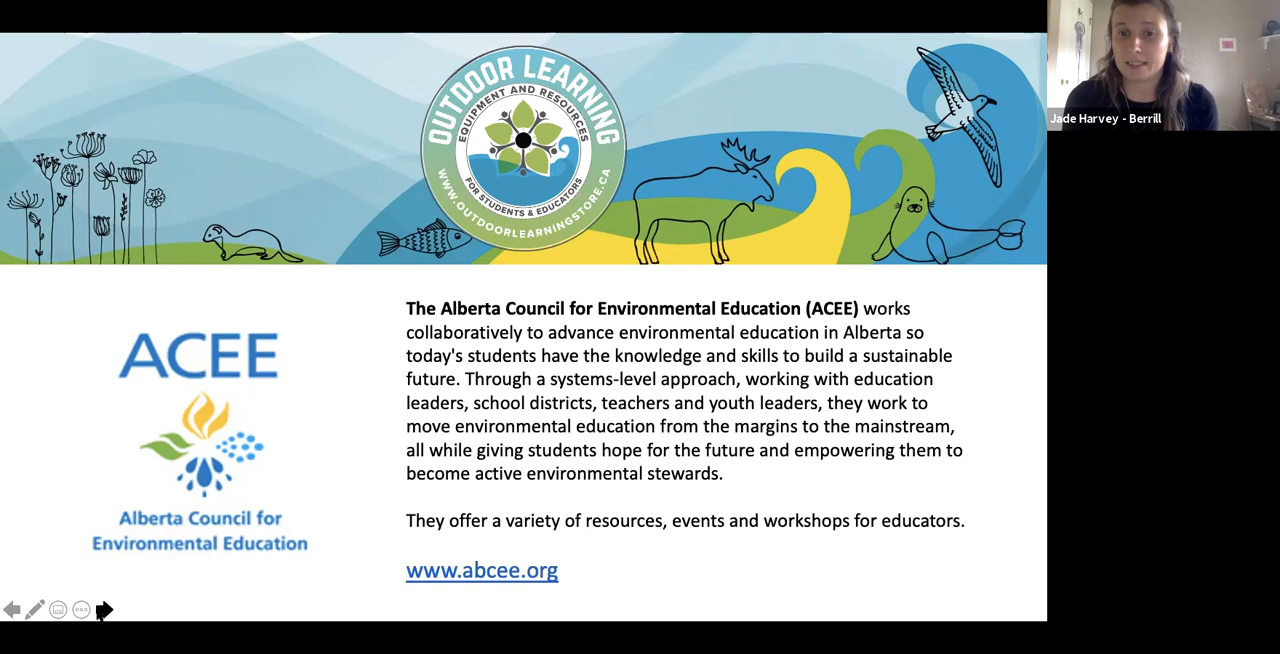 OUTDOOR LEARNING
EQUIPMENT AND RESOURCES
FOR STUDENTS & EDUCATORS
WWW.OUTDOORLEARNINGSTORE.CA
Jade Harvey - Berrill
ACEE
Alberta Council for
Environmental Education
The Alberta Council for Environmental Education (ACEE) works
collaboratively to advance environmental education in Alberta so
today's students have the knowledge and skills to build a sustainable
future. Through a systems-level approach, working with education
leaders, school districts, teachers and youth leaders, they work to
move environmental education from the margins to the mainstream,
all while giving students hope for the future and empowering them to
become active environmental stewards.
They offer a variety of resources, events and workshops for educators.
www.abcee.org